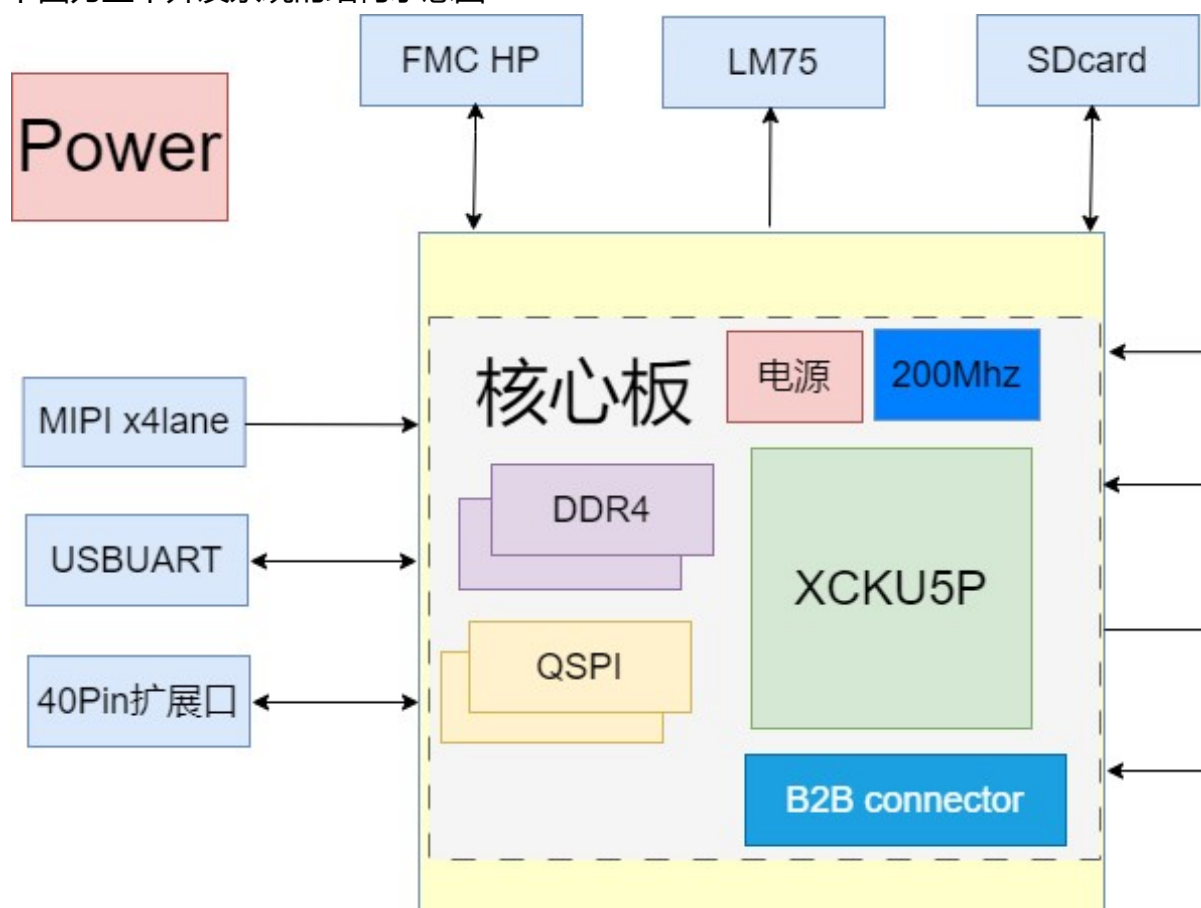 FMC HP
LM75
SDcard
Power
核心板
电源
200Mhz
MIPI x4lane
DDR4
USBUART
XCKU5P
QSPI
40Pin扩展口
B2B connector